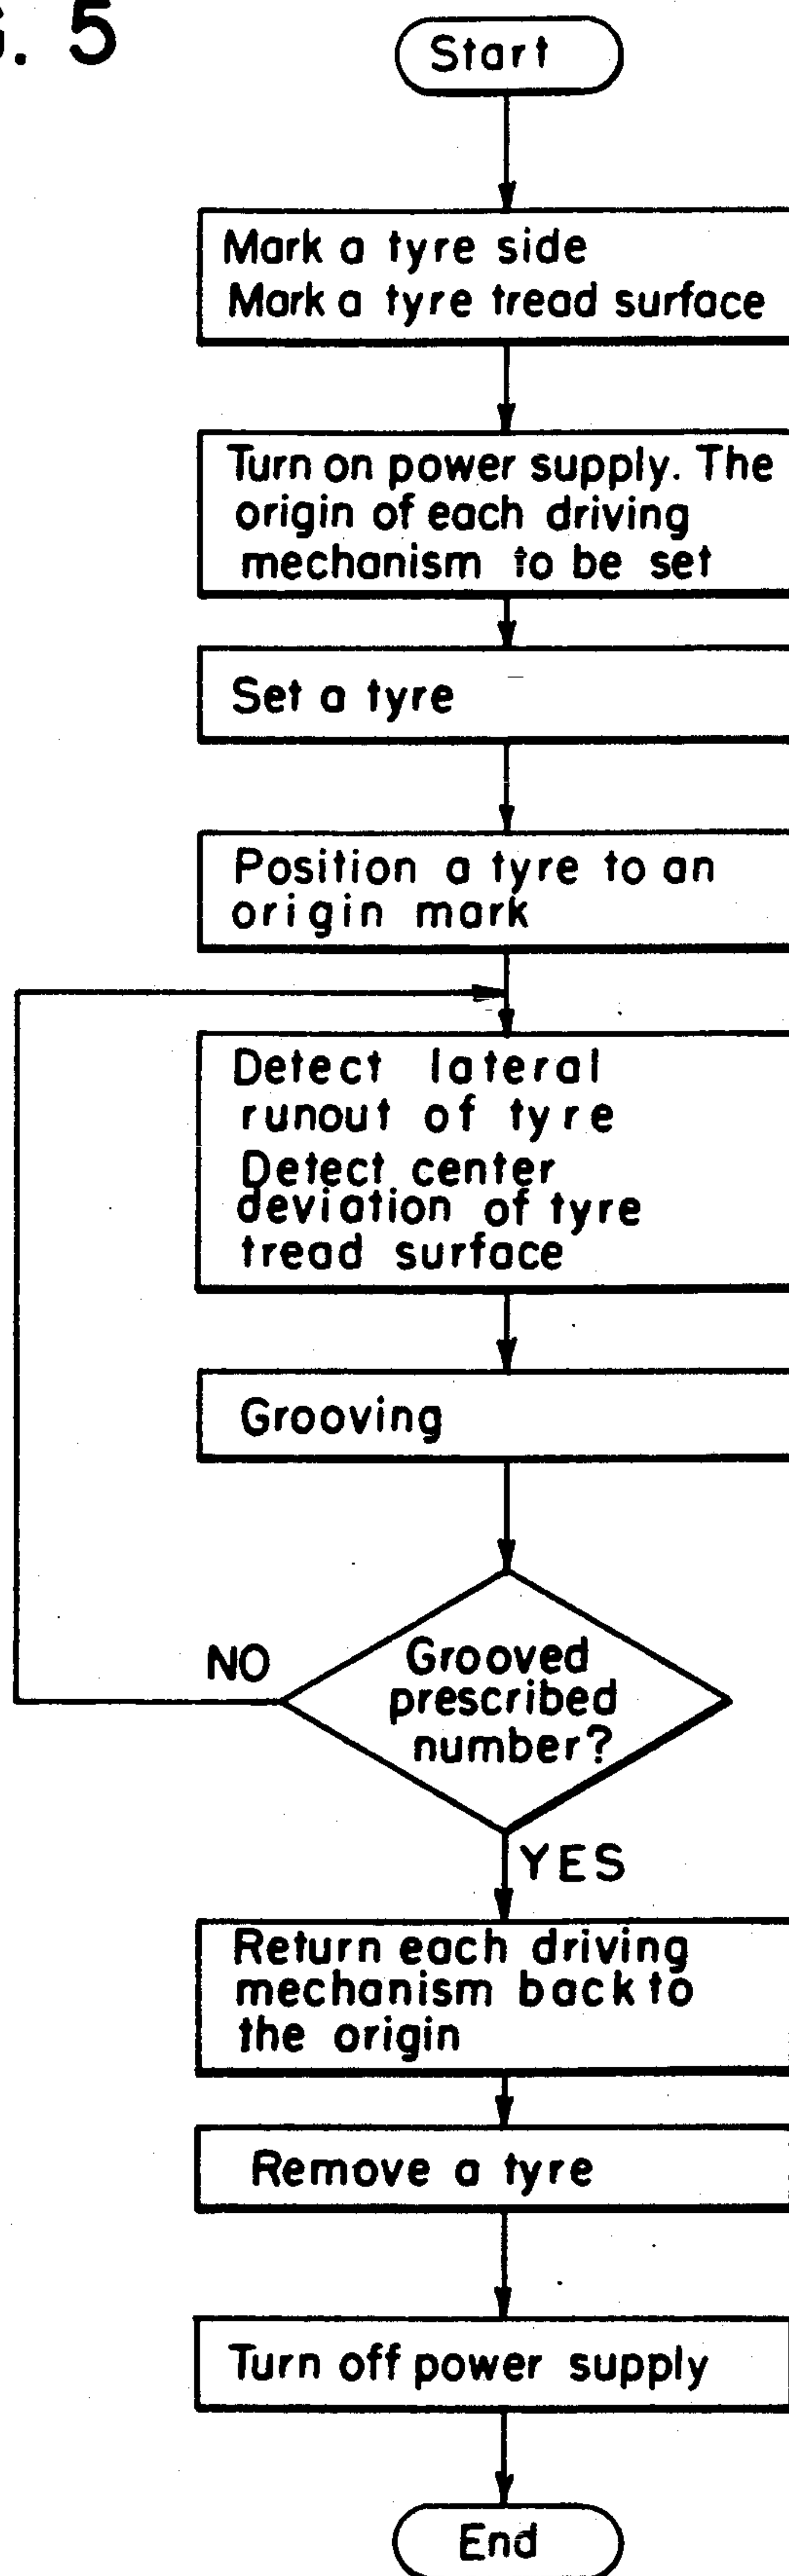 . 5
Start
Mark a tyre side
Mark a tyre tread surface
Turn on power supply. The
origin of each driving
mechanism to be set
Set a tyre
Position a tyre to an
origin mark
Detect lateral
runout of tyre
Detect center
deviation of tyre
tread surface
Grooving
Grooved
prescribed
number?
NO
YES
Return each driving
mechanism back to
the origin
Remove a tyre
Turn off power supply
End